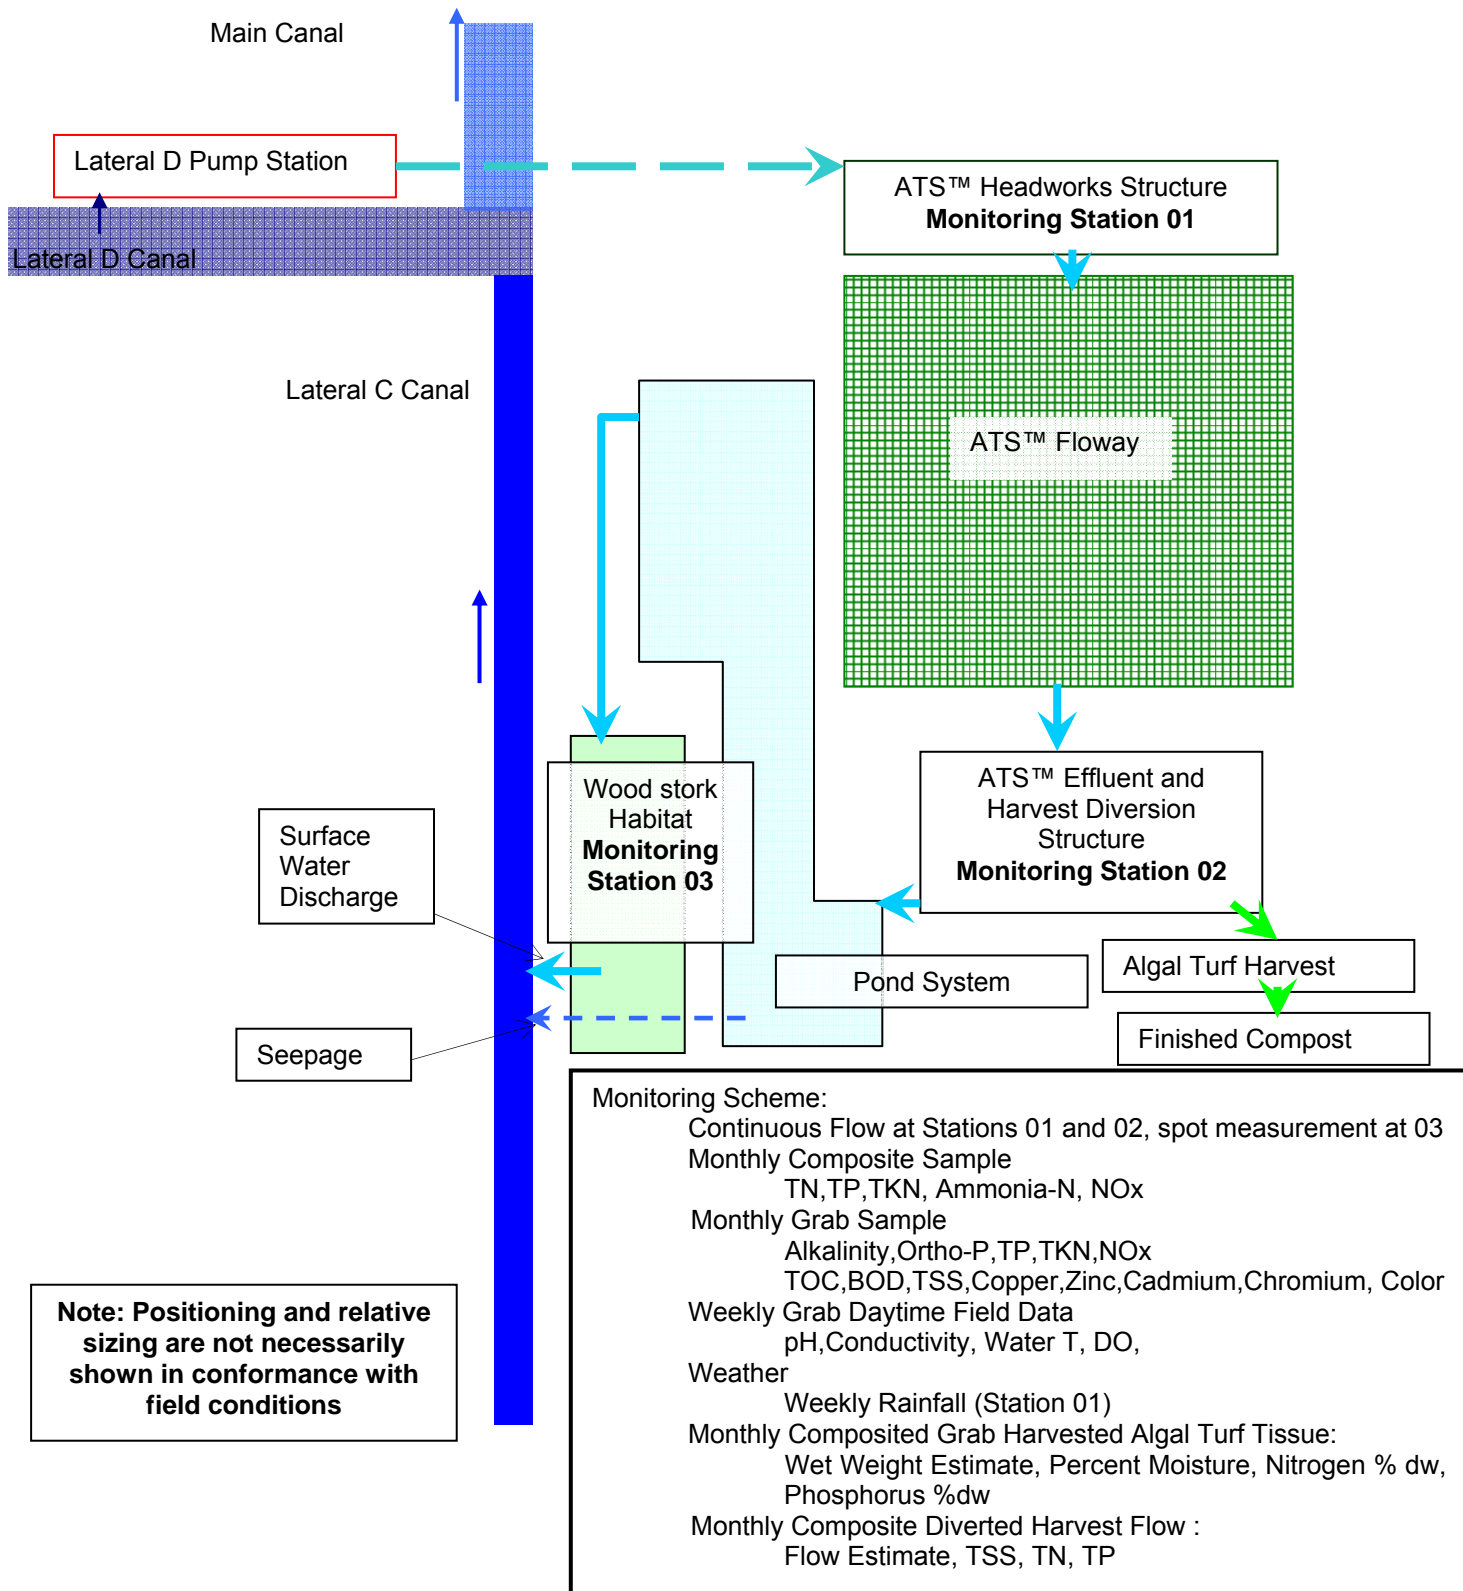 Main Canal
Lateral D Pump Station
ATS™ Headworks Structure
Monitoring Station 01
Lateral D Canal
Lateral C Canal
ATS™ Floway
Wood stork
Habitat
Monitoring
Station 03
ATS™ Effluent and
Harvest Diversion
Structure
Monitoring Station 02
Surface
Water
Discharge
Algal Turf Harvest
Pond System
Finished Compost
Seepage
Monitoring Scheme:
Continuous Flow at Stations 01 and 02, spot measurement at 03
Monthly Composite Sample
TN,TP,TKN, Ammonia-N, NOx
Monthly Grab Sample
Alkalinity,Ortho-P,TP,TKN,NOx
TOC,BOD,TSS,Copper,Zinc,Cadmium,Chromium, Color
Weekly Grab Daytime Field Data
pH,Conductivity, Water T, DO,
Weather
Weekly Rainfall (Station 01)
Monthly Composited Grab Harvested Algal Turf Tissue:
Wet Weight Estimate, Percent Moisture, Nitrogen % dw,
Phosphorus %dw
Monthly Composite Diverted Harvest Flow :
Flow Estimate, TSS, TN, TP
Note: Positioning and relative
sizing are not necessarily
shown in conformance with
field conditions